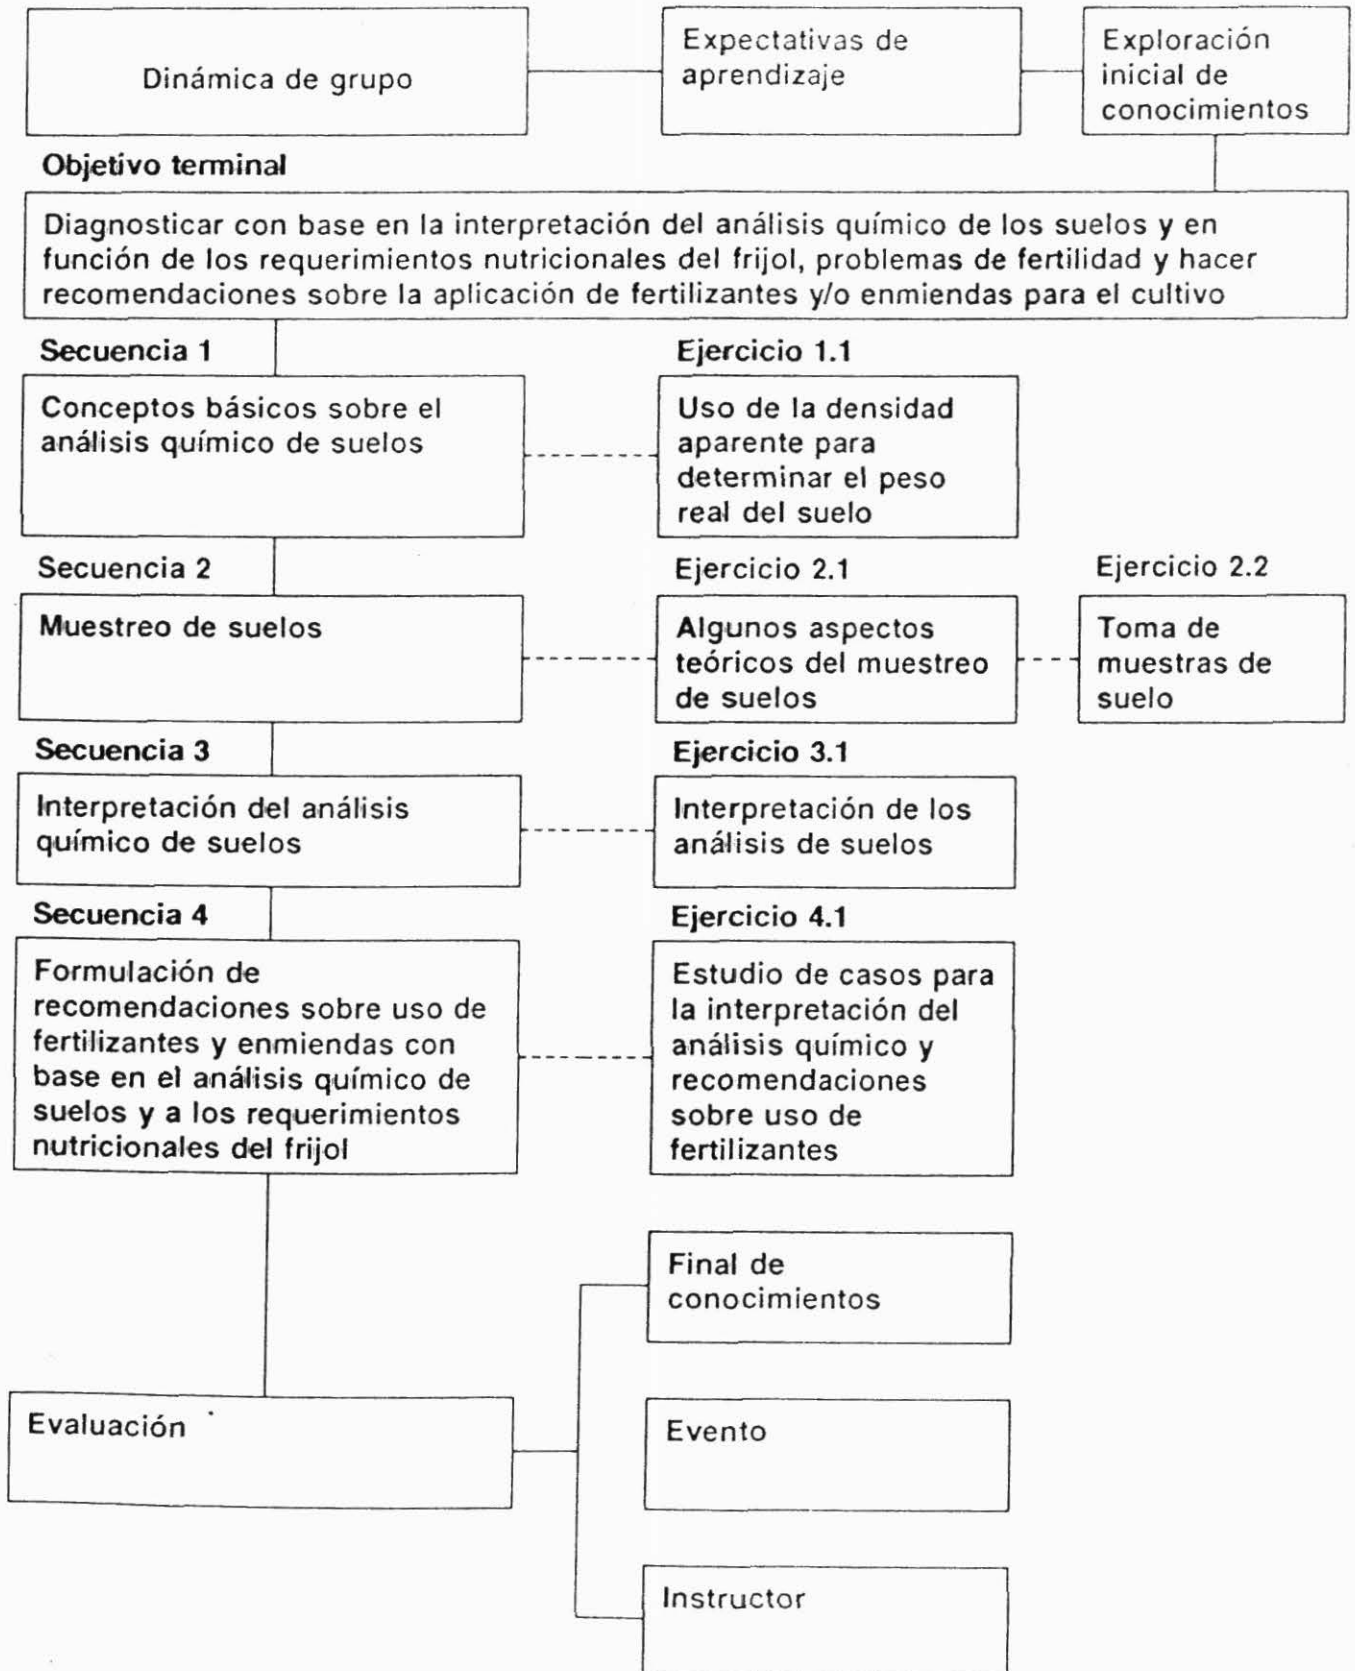 Dinámica de grupo
Expectativas de
aprendizaje
Exploración
inicial de
conocimientos
Objetivo terminal
Diagnosticar con base en la interpretación del análisis químico de los suelos y en
función de los requerimientos nutricionales del frijol, problemas de fertilidad y hacer
recomendaciones sobre la aplicación de fertilizantes y/o enmiendas para el cultivo
Secuencia 1
Conceptos básicos sobre el
análisis químico de suelos
Ejercicio 1.1
Uso de la densidad
aparente para
determinar el peso
real del suelo
Secuencia 2
Muestreo de suelos
Ejercicio 2.1
Algunos aspectos
teóricos del muestreo
de suelos
Ejercicio 2.2
Toma de
muestras de
suelo
Secuencia 3
Interpretación del análisis
químico de suelos
Ejercicio 3.1
Interpretación de los
análisis de suelos
Secuencia 4
Formulación de
recomendaciones sobre uso de
fertilizantes y enmiendas con
base en el análisis químico de
suelos y a los requerimientos
nutricionales del frijol
Ejercicio 4.1
Estudio de casos para
la interpretación del
análisis químico y
recomendaciones
sobre uso de
fertilizantes
Evaluación
Final de
conocimientos
Evento
Instructor